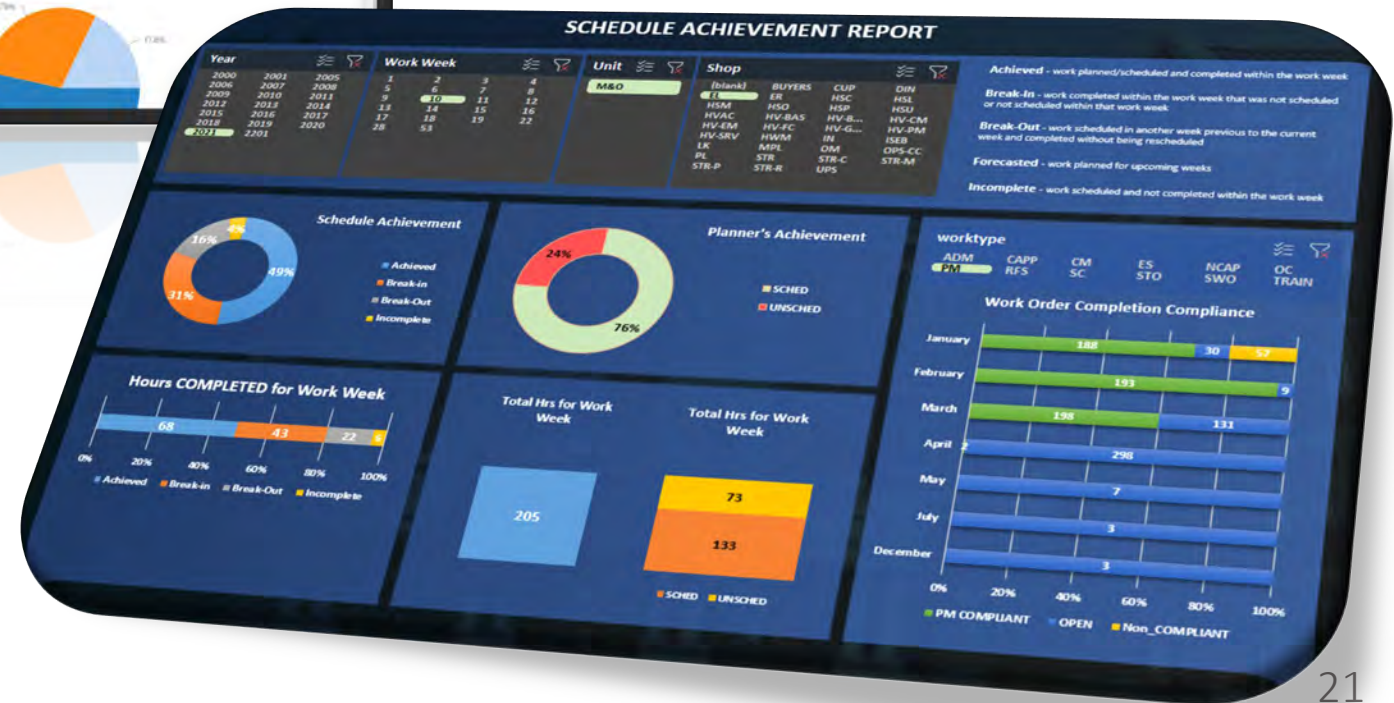 SCHEDULE ACHIEVEMENT REPORT
Year
2000 2001 2005
2006 2007 2008
2009 2010 2011
2012 2013 2014
2015 2016 2017
2018 2019 2020
2021 2201
Work Week
1 2 3 4
5 6 7 8
9 10 11 12
13 14 15 16
17 18 19 22
28 53
Unit
M&O
Shop
(blank) BUYERS CUP DIN
EL ER HSC HSL
HSM HSO HSP HSU
HVAC HV-BAS HV-B... HV-CM
HV-EM HV-FC HV-G... HV-PM
HV-SRV HWM IN ISEB
LK MPL OM OPS-CC
PL STR STR-C STR-M
STR-P STR-R UPS
Achieved - work planned/scheduled and completed within the work week
Break-In - work completed within the work week that was not scheduled
or not scheduled within that work week
Break-Out - work scheduled in another week previous to the current
week and completed without being rescheduled
Forecasted - work planned for upcoming weeks
Incomplete - work scheduled and not completed within the work week
Schedule Achievement
4%
16%
49%
31%
Achieved
Break-in
Break-Out
Incomplete
Planner's Achievement
24%
76%
SCHED
UNSCHED
worktype
ADM CAPP CM ES NCAP OC
PM RFS SC STO SWO TRAIN
Work Order Completion Compliance
January 188 30 57
February 193 9
March 198 131
April 2 298
May 7
July 3
December 3
0% 20% 40% 60% 80% 100%
PM COMPLIANT OPEN Non_COMPLIANT
Hours COMPLETED for Work Week
68 43 22 6
0% 20% 40% 60% 80% 100%
Achieved Break-in Break-Out Incomplete
Total Hrs for Work
Week
205
Total Hrs for Work
Week
73
133
SCHED UNSCHED
21